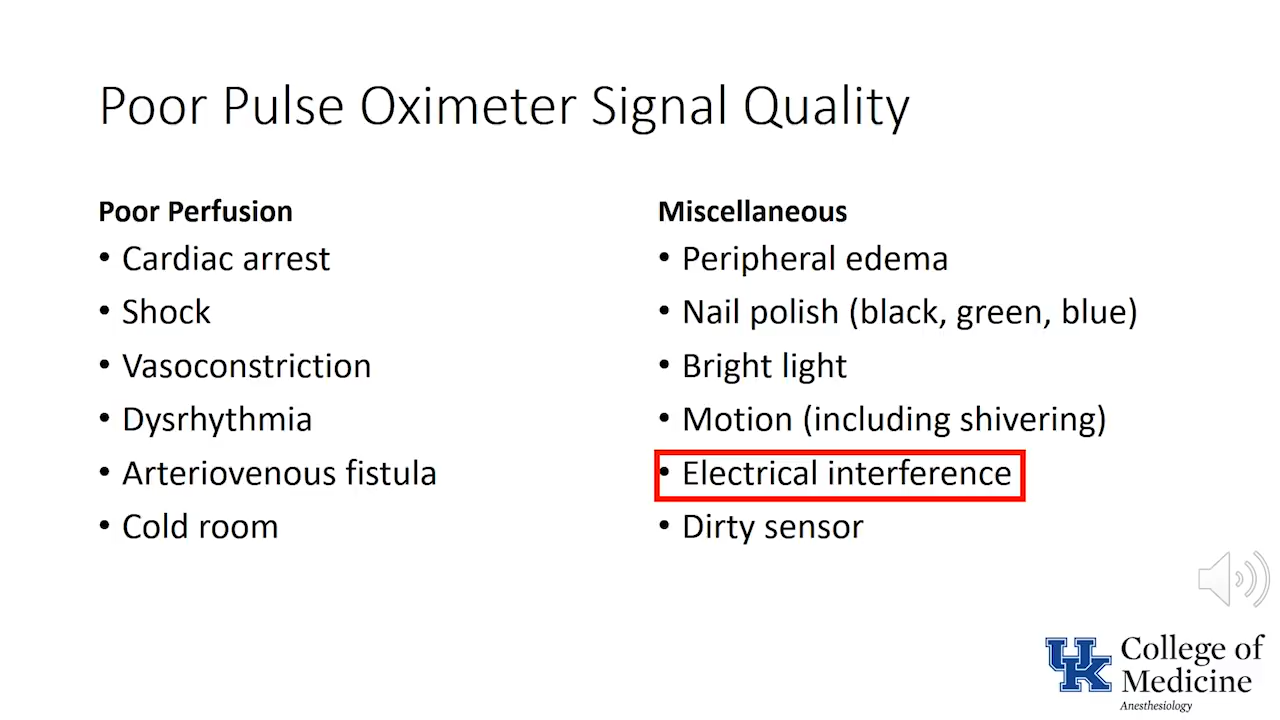 Poor Pulse Oximeter Signal Quality
Poor Perfusion
• Cardiac arrest
• Shock
• Vasoconstriction
• Dysrhythmia
• Arteriovenous fistula
• Cold room
Miscellaneous
• Peripheral edema
• Nail polish (black, green, blue)
• Bright light
• Motion (including shivering)
• Electrical interference
• Dirty sensor
UK
College of
Medicine
Anesthesiology